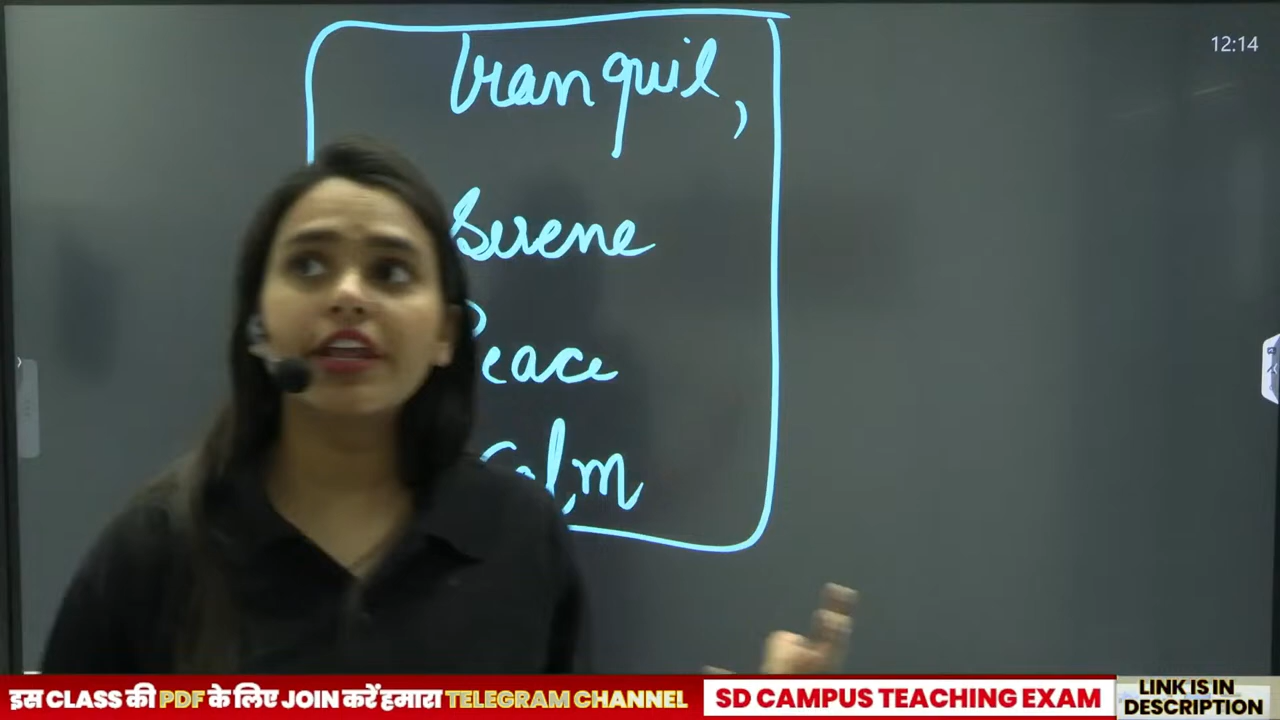 12:14
tranquil,
Serene
Peace
Calm
इस CLASS की PDF के लिए JOIN करें हमारा TELEGRAM CHANNEL
SD CAMPUS TEACHING EXAM
LINK IS IN
DESCRIPTION